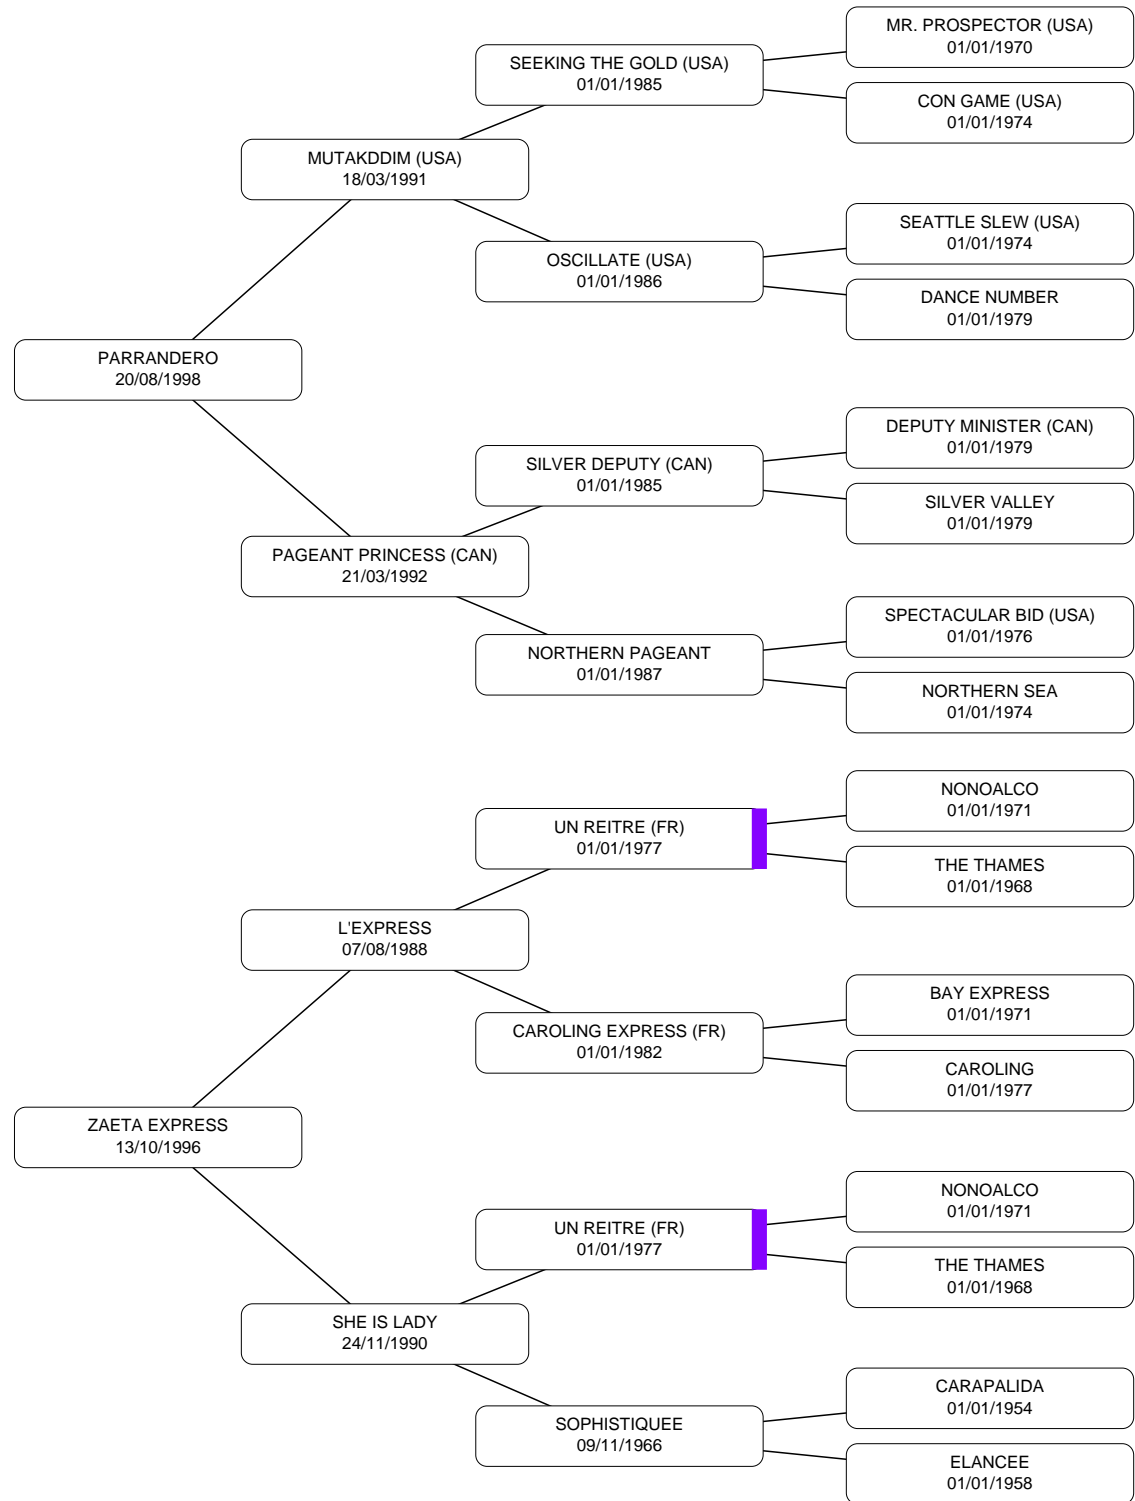 MR. PROSPECTOR (USA)
01/01/1970
SEEKING THE GOLD (USA)
01/01/1985
CON GAME (USA)
01/01/1974
MUTAKDDIM (USA)
18/03/1991
SEATTLE SLEW (USA)
01/01/1974
OSCILLATE (USA)
01/01/1986
DANCE NUMBER
01/01/1979
PARRANDERO
20/08/1998
DEPUTY MINISTER (CAN)
01/01/1979
SILVER DEPUTY (CAN)
01/01/1985
SILVER VALLEY
01/01/1979
PAGEANT PRINCESS (CAN)
21/03/1992
SPECTACULAR BID (USA)
01/01/1976
NORTHERN PAGEANT
01/01/1987
NORTHERN SEA
01/01/1974
NONOALCO
01/01/1971
UN REITRE (FR)
01/01/1977
THE THAMES
01/01/1968
L'EXPRESS
07/08/1988
BAY EXPRESS
01/01/1971
CAROLING EXPRESS (FR)
01/01/1982
CAROLING
01/01/1977
ZAETA EXPRESS
13/10/1996
NONOALCO
01/01/1971
UN REITRE (FR)
01/01/1977
THE THAMES
01/01/1968
SHE IS LADY
24/11/1990
CARAPALIDA
01/01/1954
SOPHISTIQUEE
09/11/1966
ELANCEE
01/01/1958